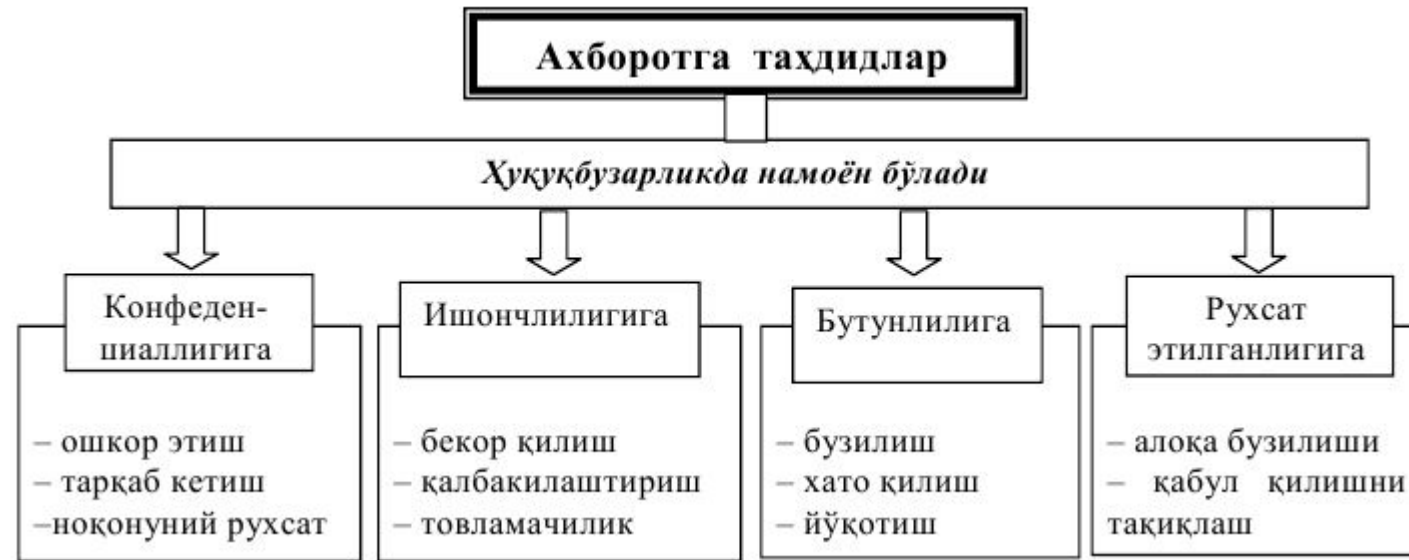 Ахборотга таҳдидлар
Ҳуқуқбузарликда намоён бўлади
Конфеден-
циаллигига
– ошкор этиш
– тарқаб кетиш
–ноқонуний рухсат
Ишончлилигига
– бекор қилиш
– қалбакилаштириш
– товламачилик
Бутунлилига
– бузилиш
– хато қилиш
– йўқотиш
Рухсат
этилганлигига
– алоқа бузилиши
– қабул қилишни
тақиқлаш